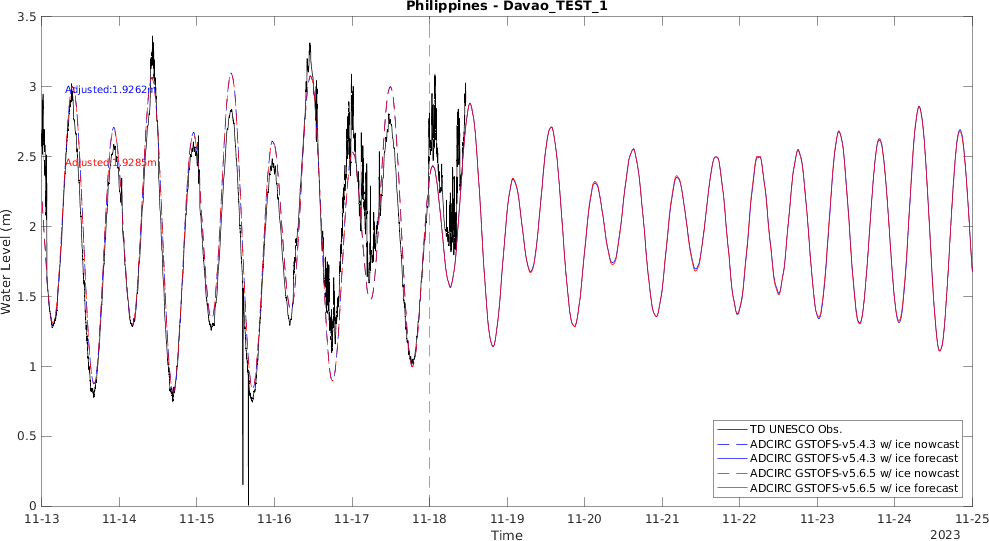 Philippines - Davao_TEST_1
3.5
3
2.5
2
1.5
1
0.5
0
Water Level (m)
Adjusted:1.9262m
Adjusted:1.9285m
TD UNESCO Obs.
ADCIRC GSTOFS-v5.4.3 w/ ice nowcast
ADCIRC GSTOFS-v5.4.3 w/ ice forecast
ADCIRC GSTOFS-v5.6.5 w/ ice nowcast
ADCIRC GSTOFS-v5.6.5 w/ ice forecast
11-13 11-14 11-15 11-16 11-17 11-18 11-19 11-20 11-21 11-22 11-23 11-24 11-25
Time
2023